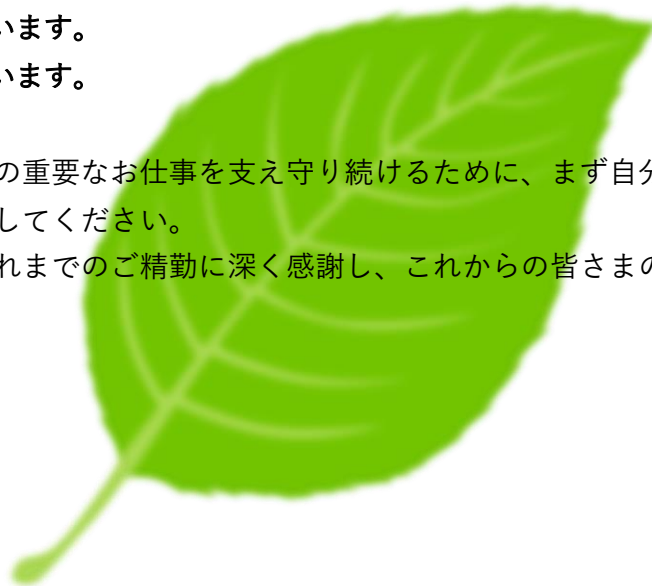 います。
います。
の重要なお仕事を支え守り続けるために、まず自分
してください。
れまでのご精勤に深く感謝し、これからの皆さまの